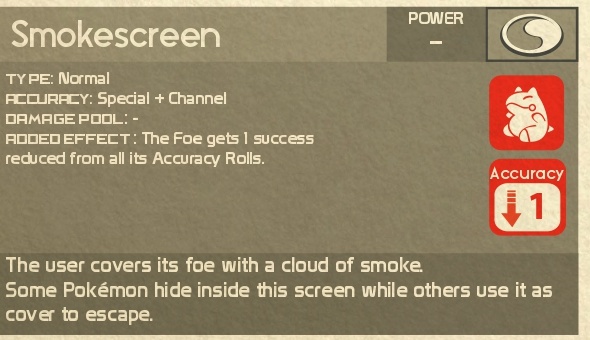 Smokescreen
POWER
–
TYPE: Normal
ACCURACY: Special + Channel
DAMAGE POOL: -
ADDED EFFECT: The Foe gets 1 success
reduced from all its Accuracy Rolls.
Accuracy
1
The user covers its foe with a cloud of smoke.
Some Pokémon hide inside this screen while others use it as
cover to escape.